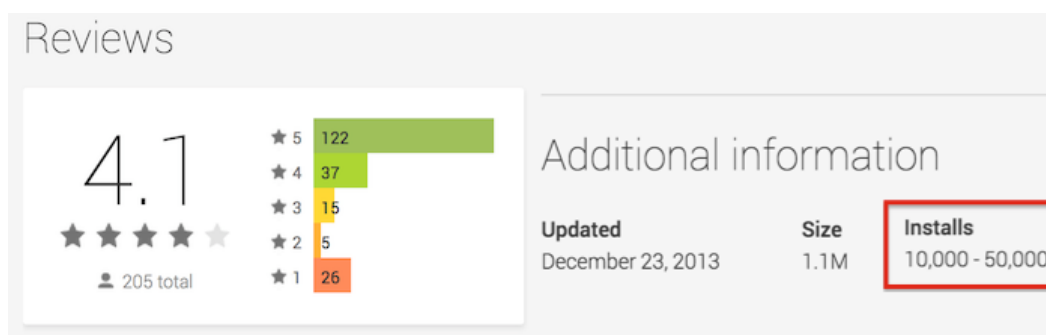 Reviews
4.1
205 total
5 122
4 37
3 15
2 5
1 26
Additional information
Updated Size Installs
December 23, 2013 1.1M 10,000 - 50,000